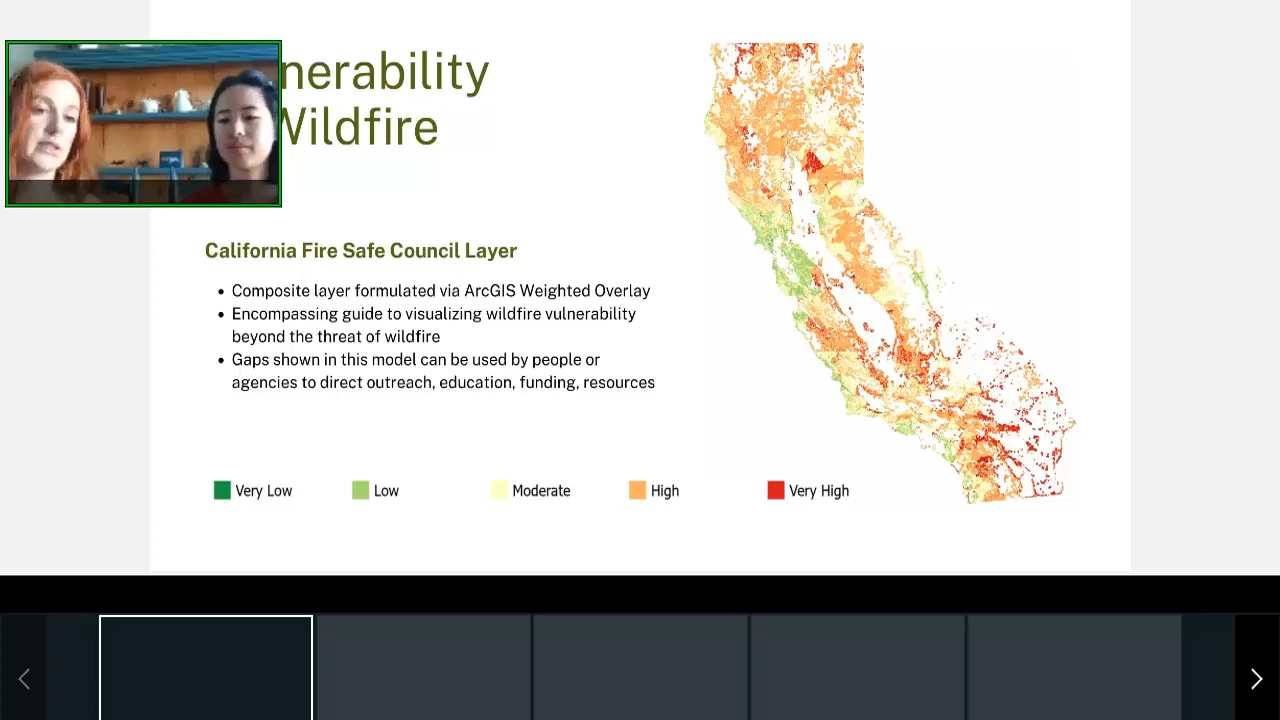 nerability
Wildfire
California Fire Safe Council Layer
• Composite layer formulated via ArcGIS Weighted Overlay
• Encompassing guide to visualizing wildfire vulnerability
beyond the threat of wildfire
• Gaps shown in this model can be used by people or
agencies to direct outreach, education, funding, resources
Very Low Low Moderate High Very High